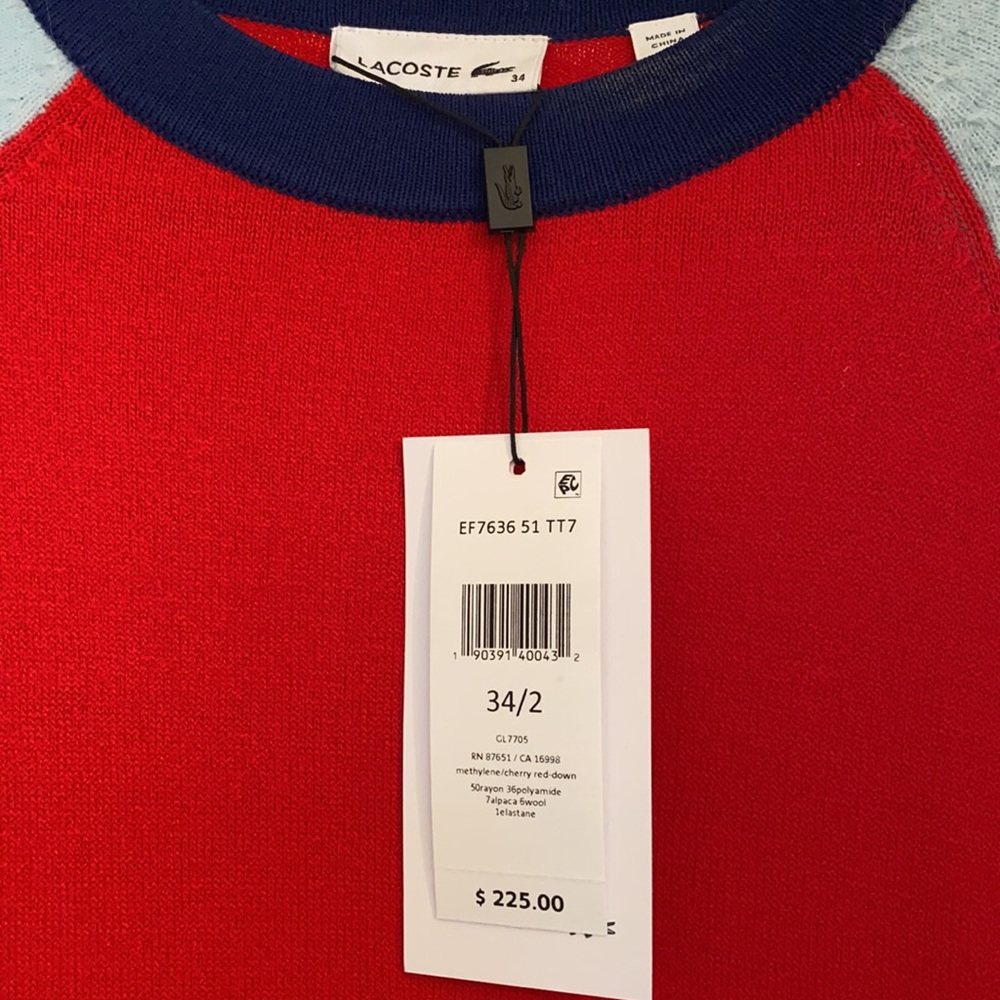 LACOSTE
34
MADE IN
CHINA
EF7636 51 TT7
1 90391 40043 2
34/2
GL7705
RN 87651 / CA 16998
methylene/cherry red-down
50rayon 36polyamide
7alpaca 6wool
1elastane
$ 225.00